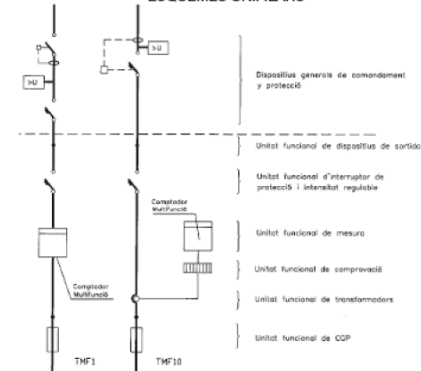 ESQUEMES UNIFILARS
>U
>U
Dispositius generals de comandament
y protecció
Unitat funcional de dispositius de sortida
Unitat funcional d'interruptor de
protecció i intensitat regulable
Comptador
Multifunció
Unitat funcional de mesura
Unitat funcional de comprovació
Comptador
Multifunció
Unitat funcional de transformadors
Unitat funcional de CGP
TMF1
TMF10